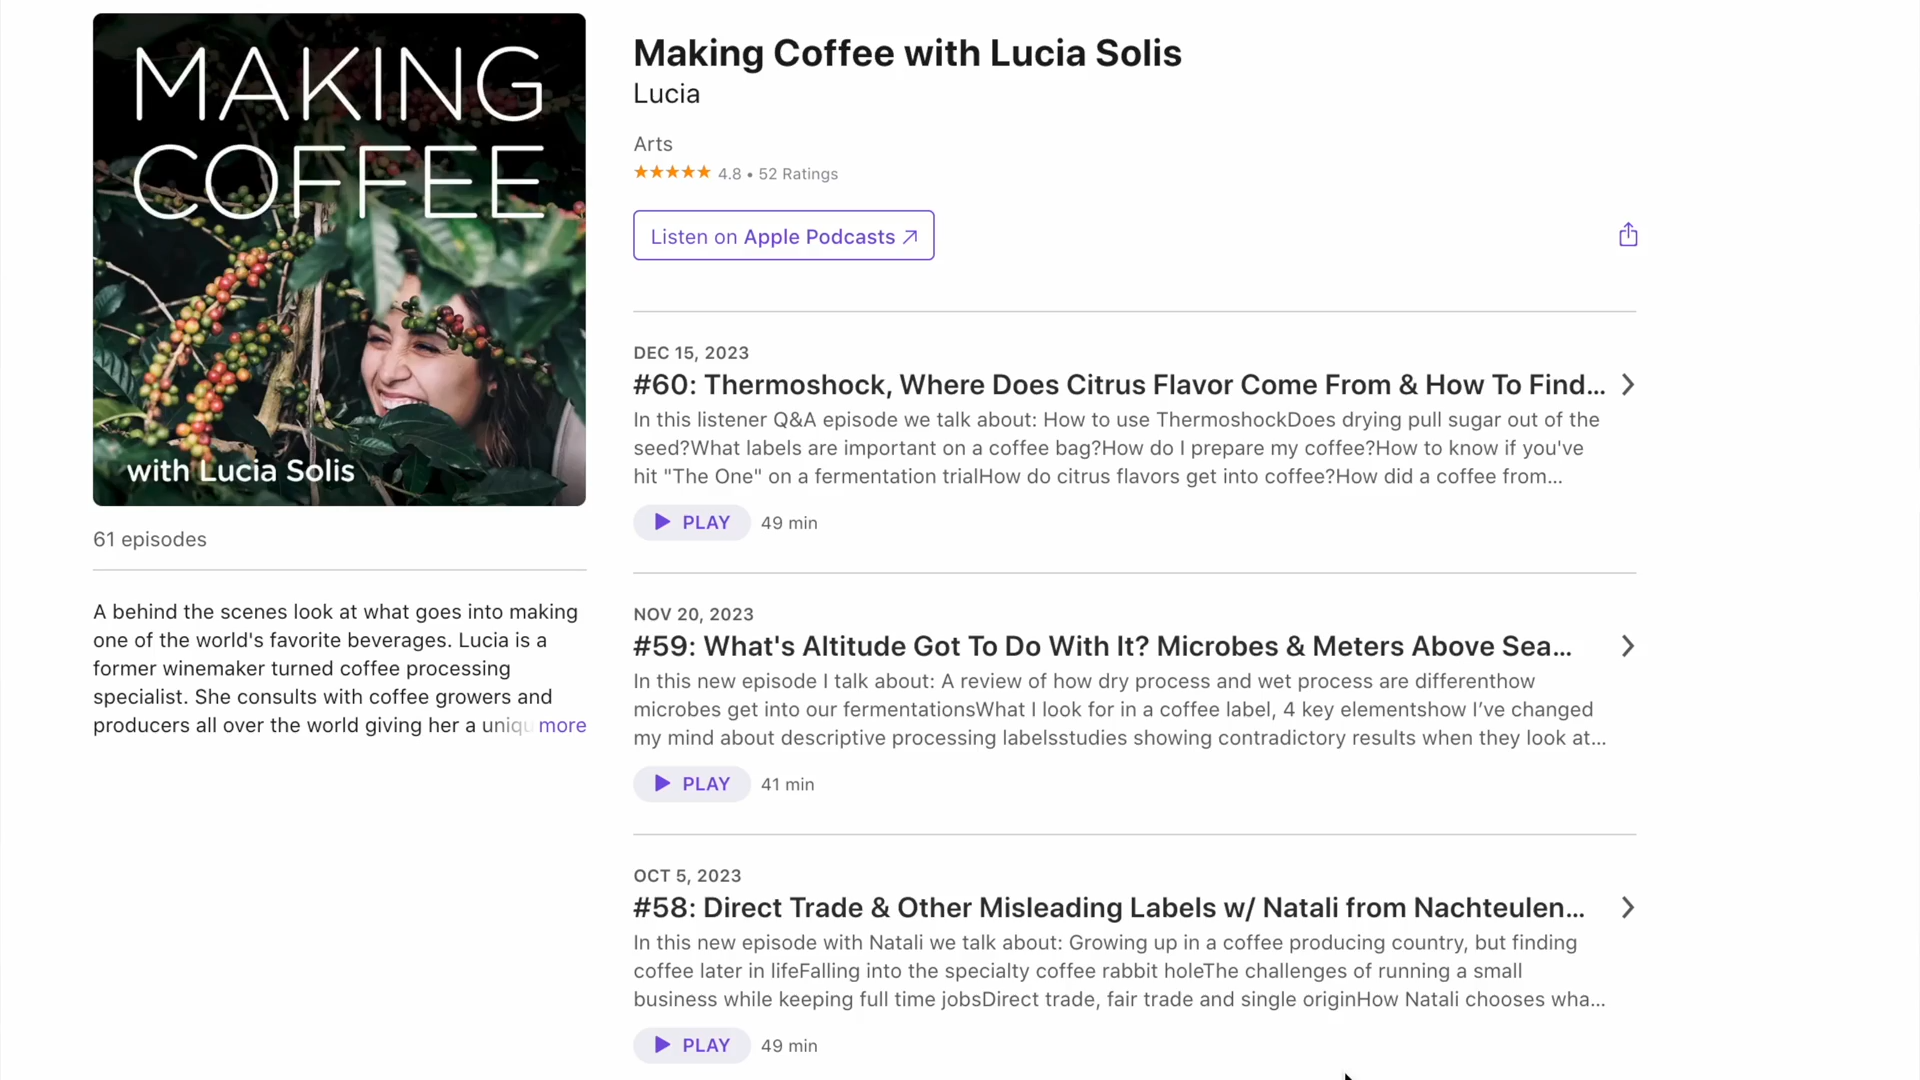 MAKING
COFFEE
with Lucia Solis
61 episodes
A behind the scenes look at what goes into making
one of the world's favorite beverages. Lucia is a
former winemaker turned coffee processing
specialist. She consults with coffee growers and
producers all over the world giving her a uniqu more
Making Coffee with Lucia Solis
Lucia
Arts
★★★★★ 4.8 • 52 Ratings
Listen on Apple Podcasts ↗
DEC 15, 2023
#60: Thermoshock, Where Does Citrus Flavor Come From & How To Find...
In this listener Q&A episode we talk about: How to use ThermoshockDoes drying pull sugar out of the
seed?What labels are important on a coffee bag?How do I prepare my coffee?How to know if you've
hit "The One" on a fermentation trialHow do citrus flavors get into coffee?How did a coffee from...
PLAY 49 min
NOV 20, 2023
#59: What's Altitude Got To Do With It? Microbes & Meters Above Sea...
In this new episode I talk about: A review of how dry process and wet process are differenthow
microbes get into our fermentationsWhat I look for in a coffee label, 4 key elementshow I’ve changed
my mind about descriptive processing labelsstudies showing contradictory results when they look at...
PLAY 41 min
OCT 5, 2023
#58: Direct Trade & Other Misleading Labels w/ Natali from Nachteulen...
In this new episode with Natali we talk about: Growing up in a coffee producing country, but finding
coffee later in lifeFalling into the specialty coffee rabbit holeThe challenges of running a small
business while keeping full time jobsDirect trade, fair trade and single originHow Natali chooses wha...
PLAY 49 min